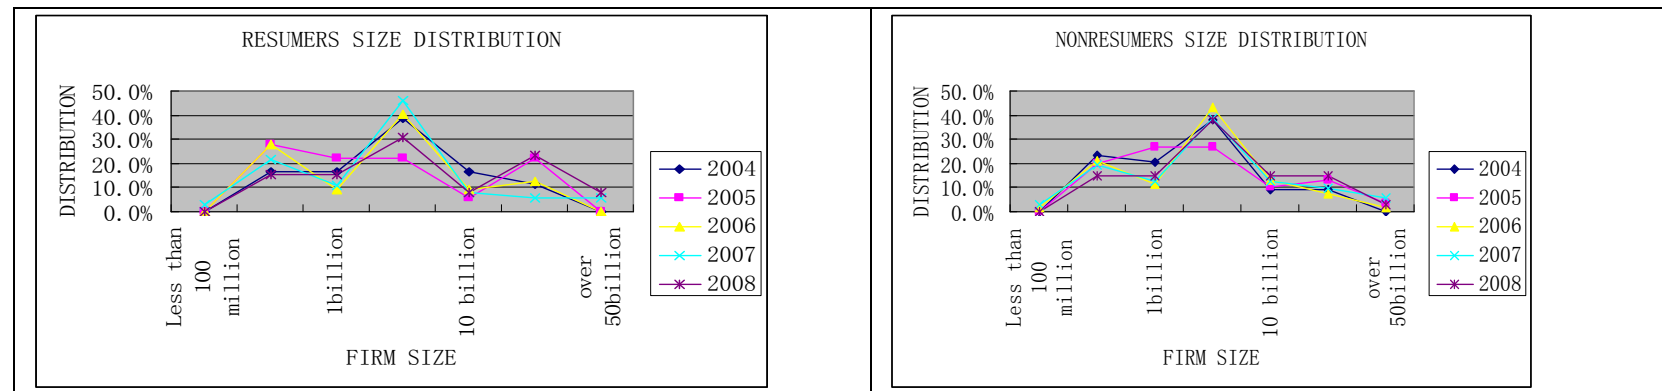 RESUMERS SIZE DISTRIBUTION
DISTRIBUTION
50.0%
40.0%
30.0%
20.0%
10.0%
0.0%
Less than
100
million
1billion
10 billion
over
50billion
FIRM SIZE
2004
2005
2006
2007
2008
NONRESUMERS SIZE DISTRIBUTION
DISTRIBUTION
50.0%
40.0%
30.0%
20.0%
10.0%
0.0%
Less than
100
million
1billion
10 billion
over
50billion
FIRM SIZE
2004
2005
2006
2007
2008